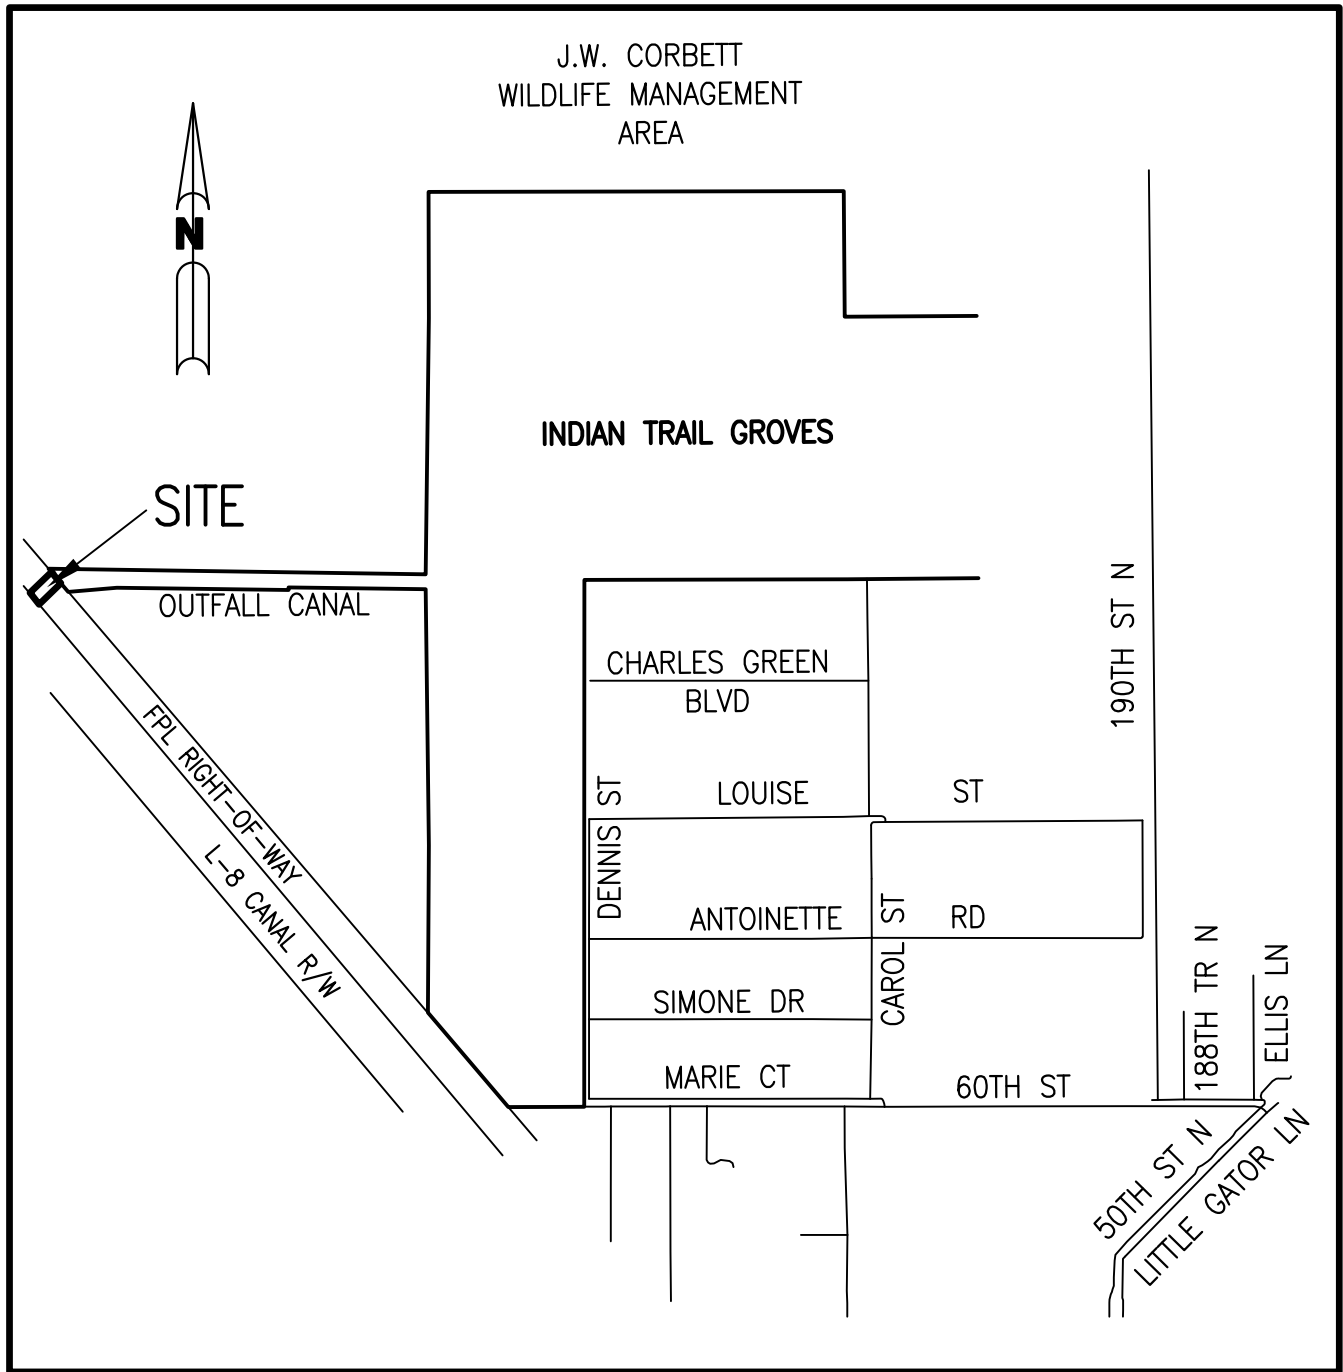 J.W. CORBETT
WILDLIFE MANAGEMENT
AREA
N
INDIAN TRAIL GROVES
SITE
OUTFALL CANAL
190TH ST N
CHARLES GREEN
BLVD
FPL RIGHT-OF-WAY
L-8 CANAL R/W
DENNIS ST
LOUISE ST
ANTOINETTE RD
CAROL ST
SIMONE DR
MARIE CT
60TH ST
188TH TR N
ELLIS LN
50TH ST N
LITTLE GATOR LN